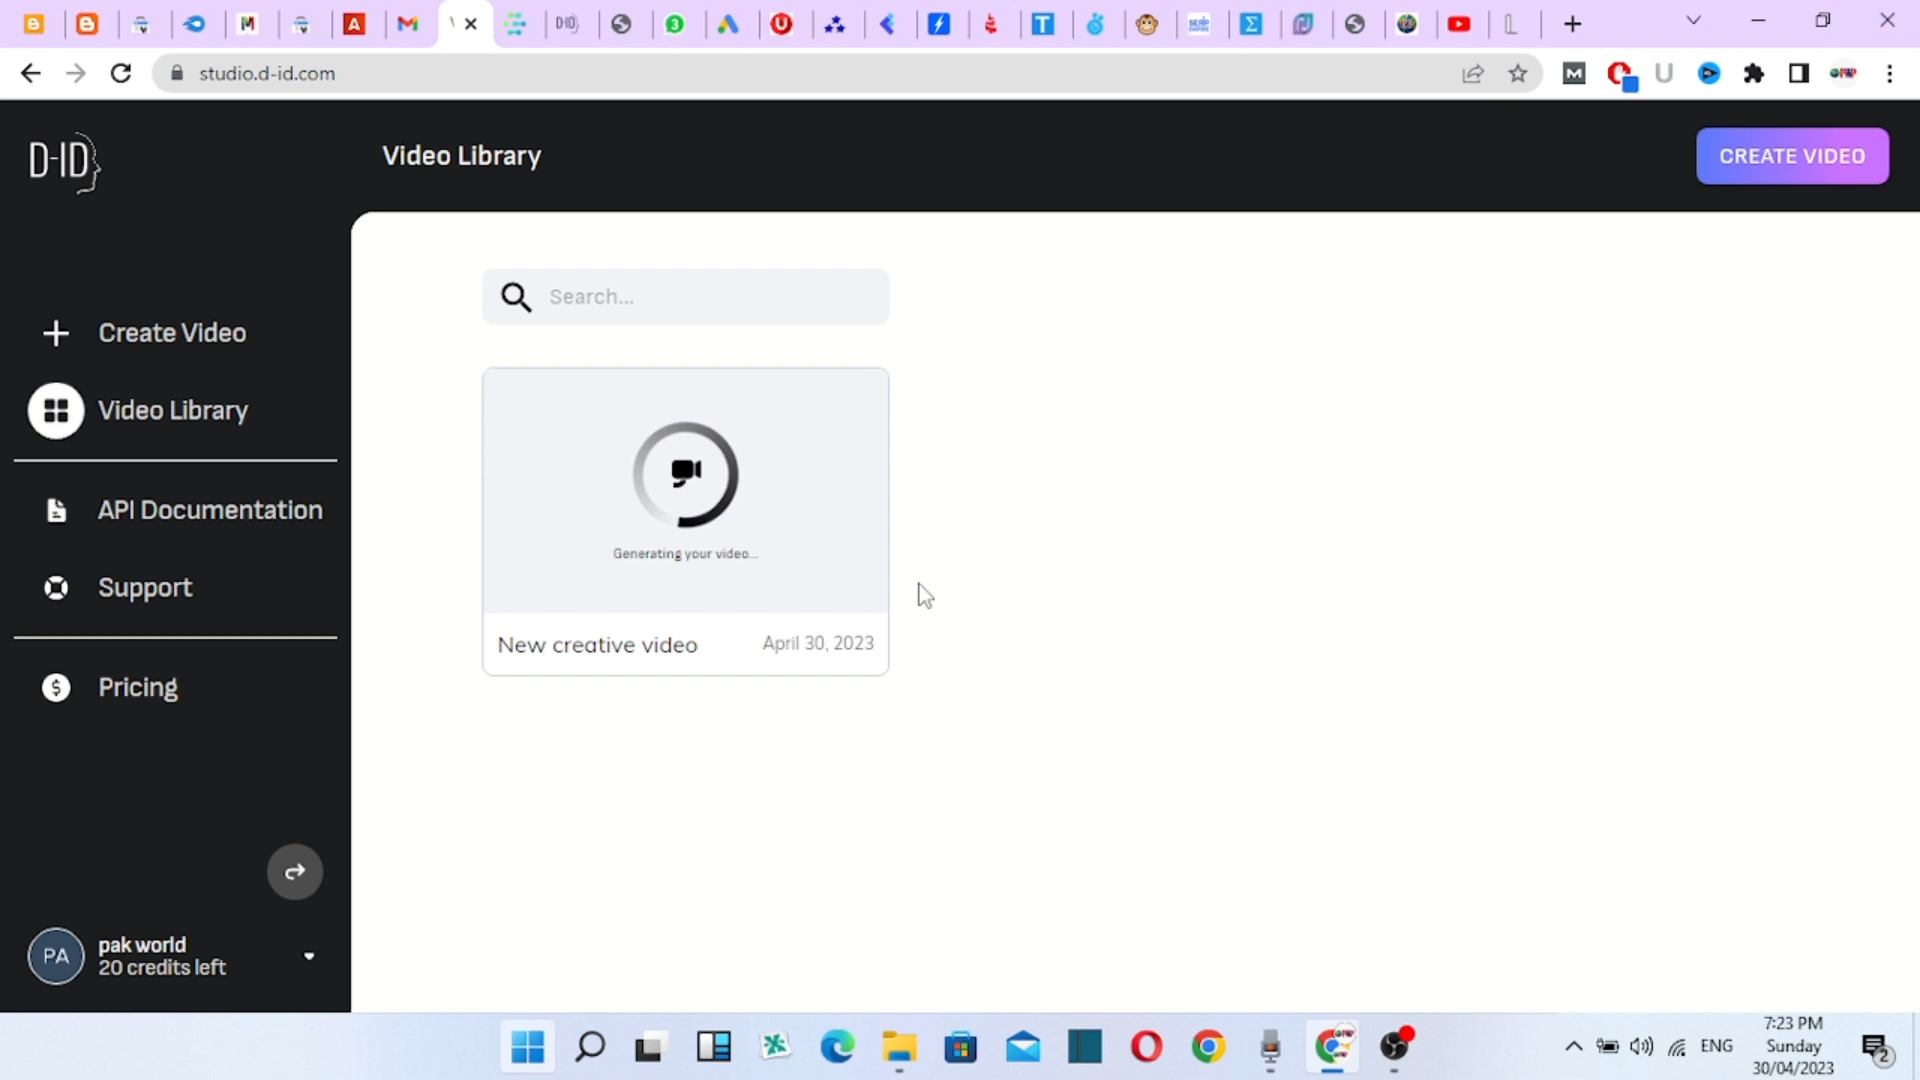 studio.d-id.com
D-ID
Video Library
CREATE VIDEO
Create Video
Video Library
API Documentation
Support
Pricing
pak world
20 credits left
PA
Search...
Generating your video...
New creative video
April 30, 2023
ENG
7:23 PM
Sunday
30/04/2023
2